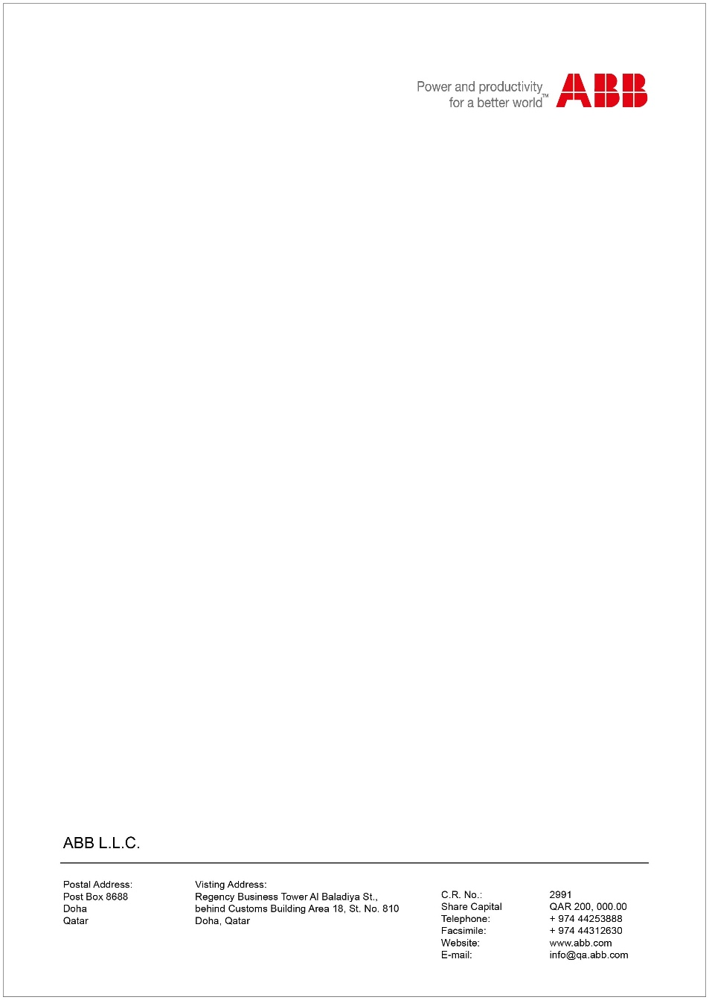 Power and productivity
for a better world™
ABB
ABB L.L.C.
Postal Address:
Post Box 8688
Doha
Qatar
Visting Address:
Regency Business Tower Al Baladiya St.,
behind Customs Building Area 18, St. No. 810
Doha, Qatar
C.R. No.: 2991
Share Capital QAR 200, 000.00
Telephone: + 974 44253888
Facsimile: + 974 44312630
Website: www.abb.com
E-mail: info@qa.abb.com